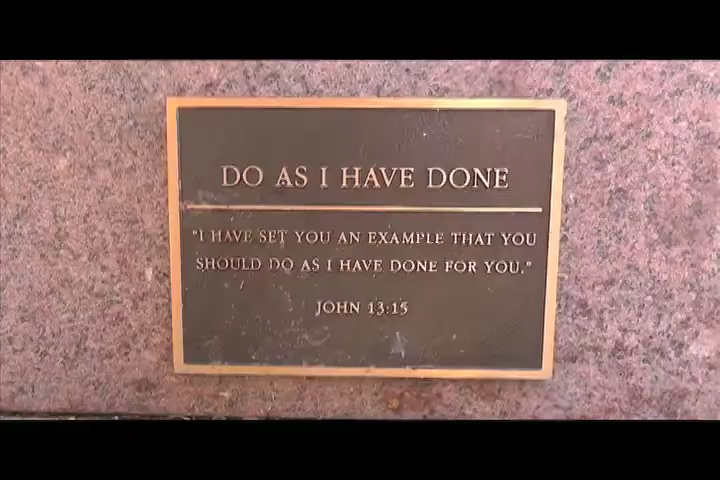 DO AS I HAVE DONE
"I HAVE SET YOU AN EXAMPLE THAT YOU
SHOULD DO AS I HAVE DONE FOR YOU."
JOHN 13:15